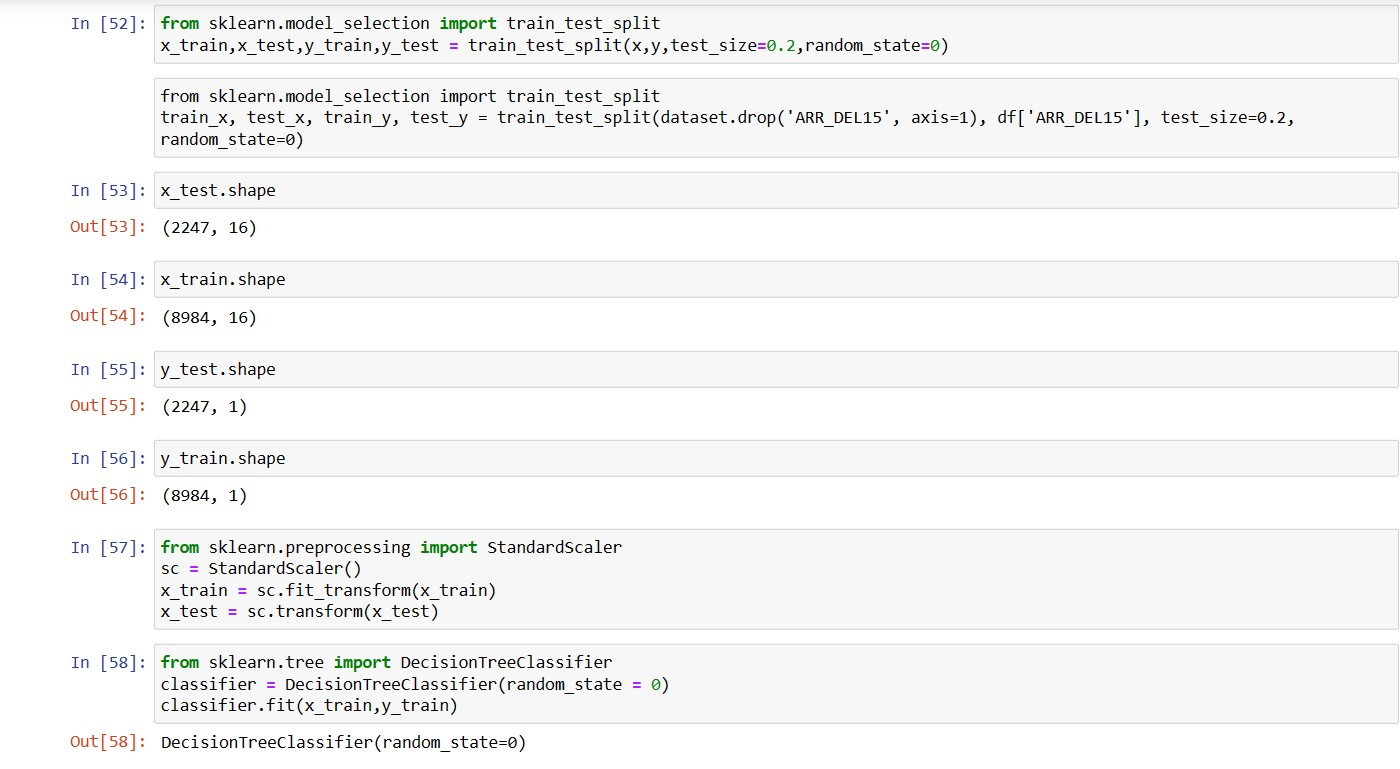 In [52]: from sklearn.model_selection import train_test_split
x_train,x_test,y_train,y_test = train_test_split(x,y,test_size=0.2,random_state=0)
from sklearn.model_selection import train_test_split
train_x, test_x, train_y, test_y = train_test_split(dataset.drop('ARR_DEL15', axis=1), df['ARR_DEL15'], test_size=0.2,
random_state=0)
In [53]: x_test.shape
Out[53]: (2247, 16)
In [54]: x_train.shape
Out[54]: (8984, 16)
In [55]: y_test.shape
Out[55]: (2247, 1)
In [56]: y_train.shape
Out[56]: (8984, 1)
In [57]: from sklearn.preprocessing import StandardScaler
sc = StandardScaler()
x_train = sc.fit_transform(x_train)
x_test = sc.transform(x_test)
In [58]: from sklearn.tree import DecisionTreeClassifier
classifier = DecisionTreeClassifier(random_state = 0)
classifier.fit(x_train,y_train)
Out[58]: DecisionTreeClassifier(random_state=0)